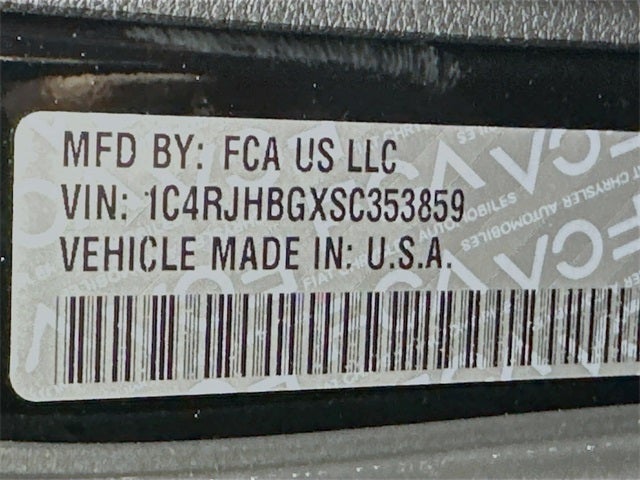 MFD BY: FCA US LLC
VIN: 1C4RJHBGXSC353859
VEHICLE MADE IN: U.S.A.